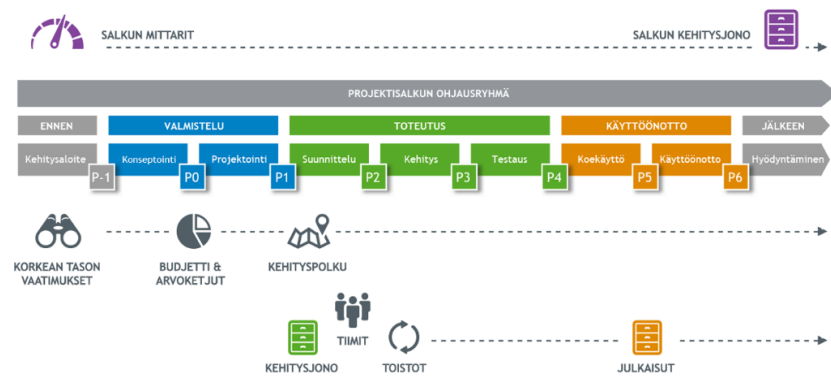 SALKUN MITTARIT
SALKUN KEHITYSJONO
PROJEKTISALKUN OHJAUSRYHMÄ
ENNEN
VALMISTELU
TOTEUTUS
KÄYTTÖÖNOTTO
JÄLKEEN
Kehitysaloite
Konseptointi
Projektointi
Suunnittelu
Kehitys
Testaus
Koekäyttö
Käyttöönotto
Hyödyntäminen
P-1
P0
P1
P2
P3
P4
P5
P6
KORKEAN TASON
VAATIMUKSET
BUDJETTI &
ARVOKETJUT
KEHITYSPOLKU
TIIMIT
KEHITYSJONO
TOISTOT
JULKAISUT